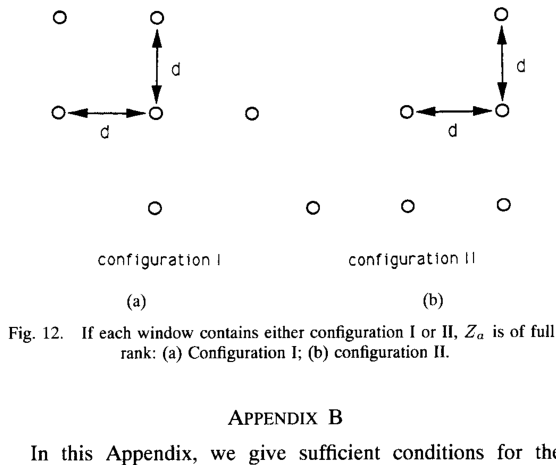 d
d
d
d
configuration I
configuration II
(a)
(b)
Fig. 12. If each window contains either configuration I or II, Z_a is of full
rank: (a) Configuration I; (b) configuration II.
APPENDIX B
In this Appendix, we give sufficient conditions for the